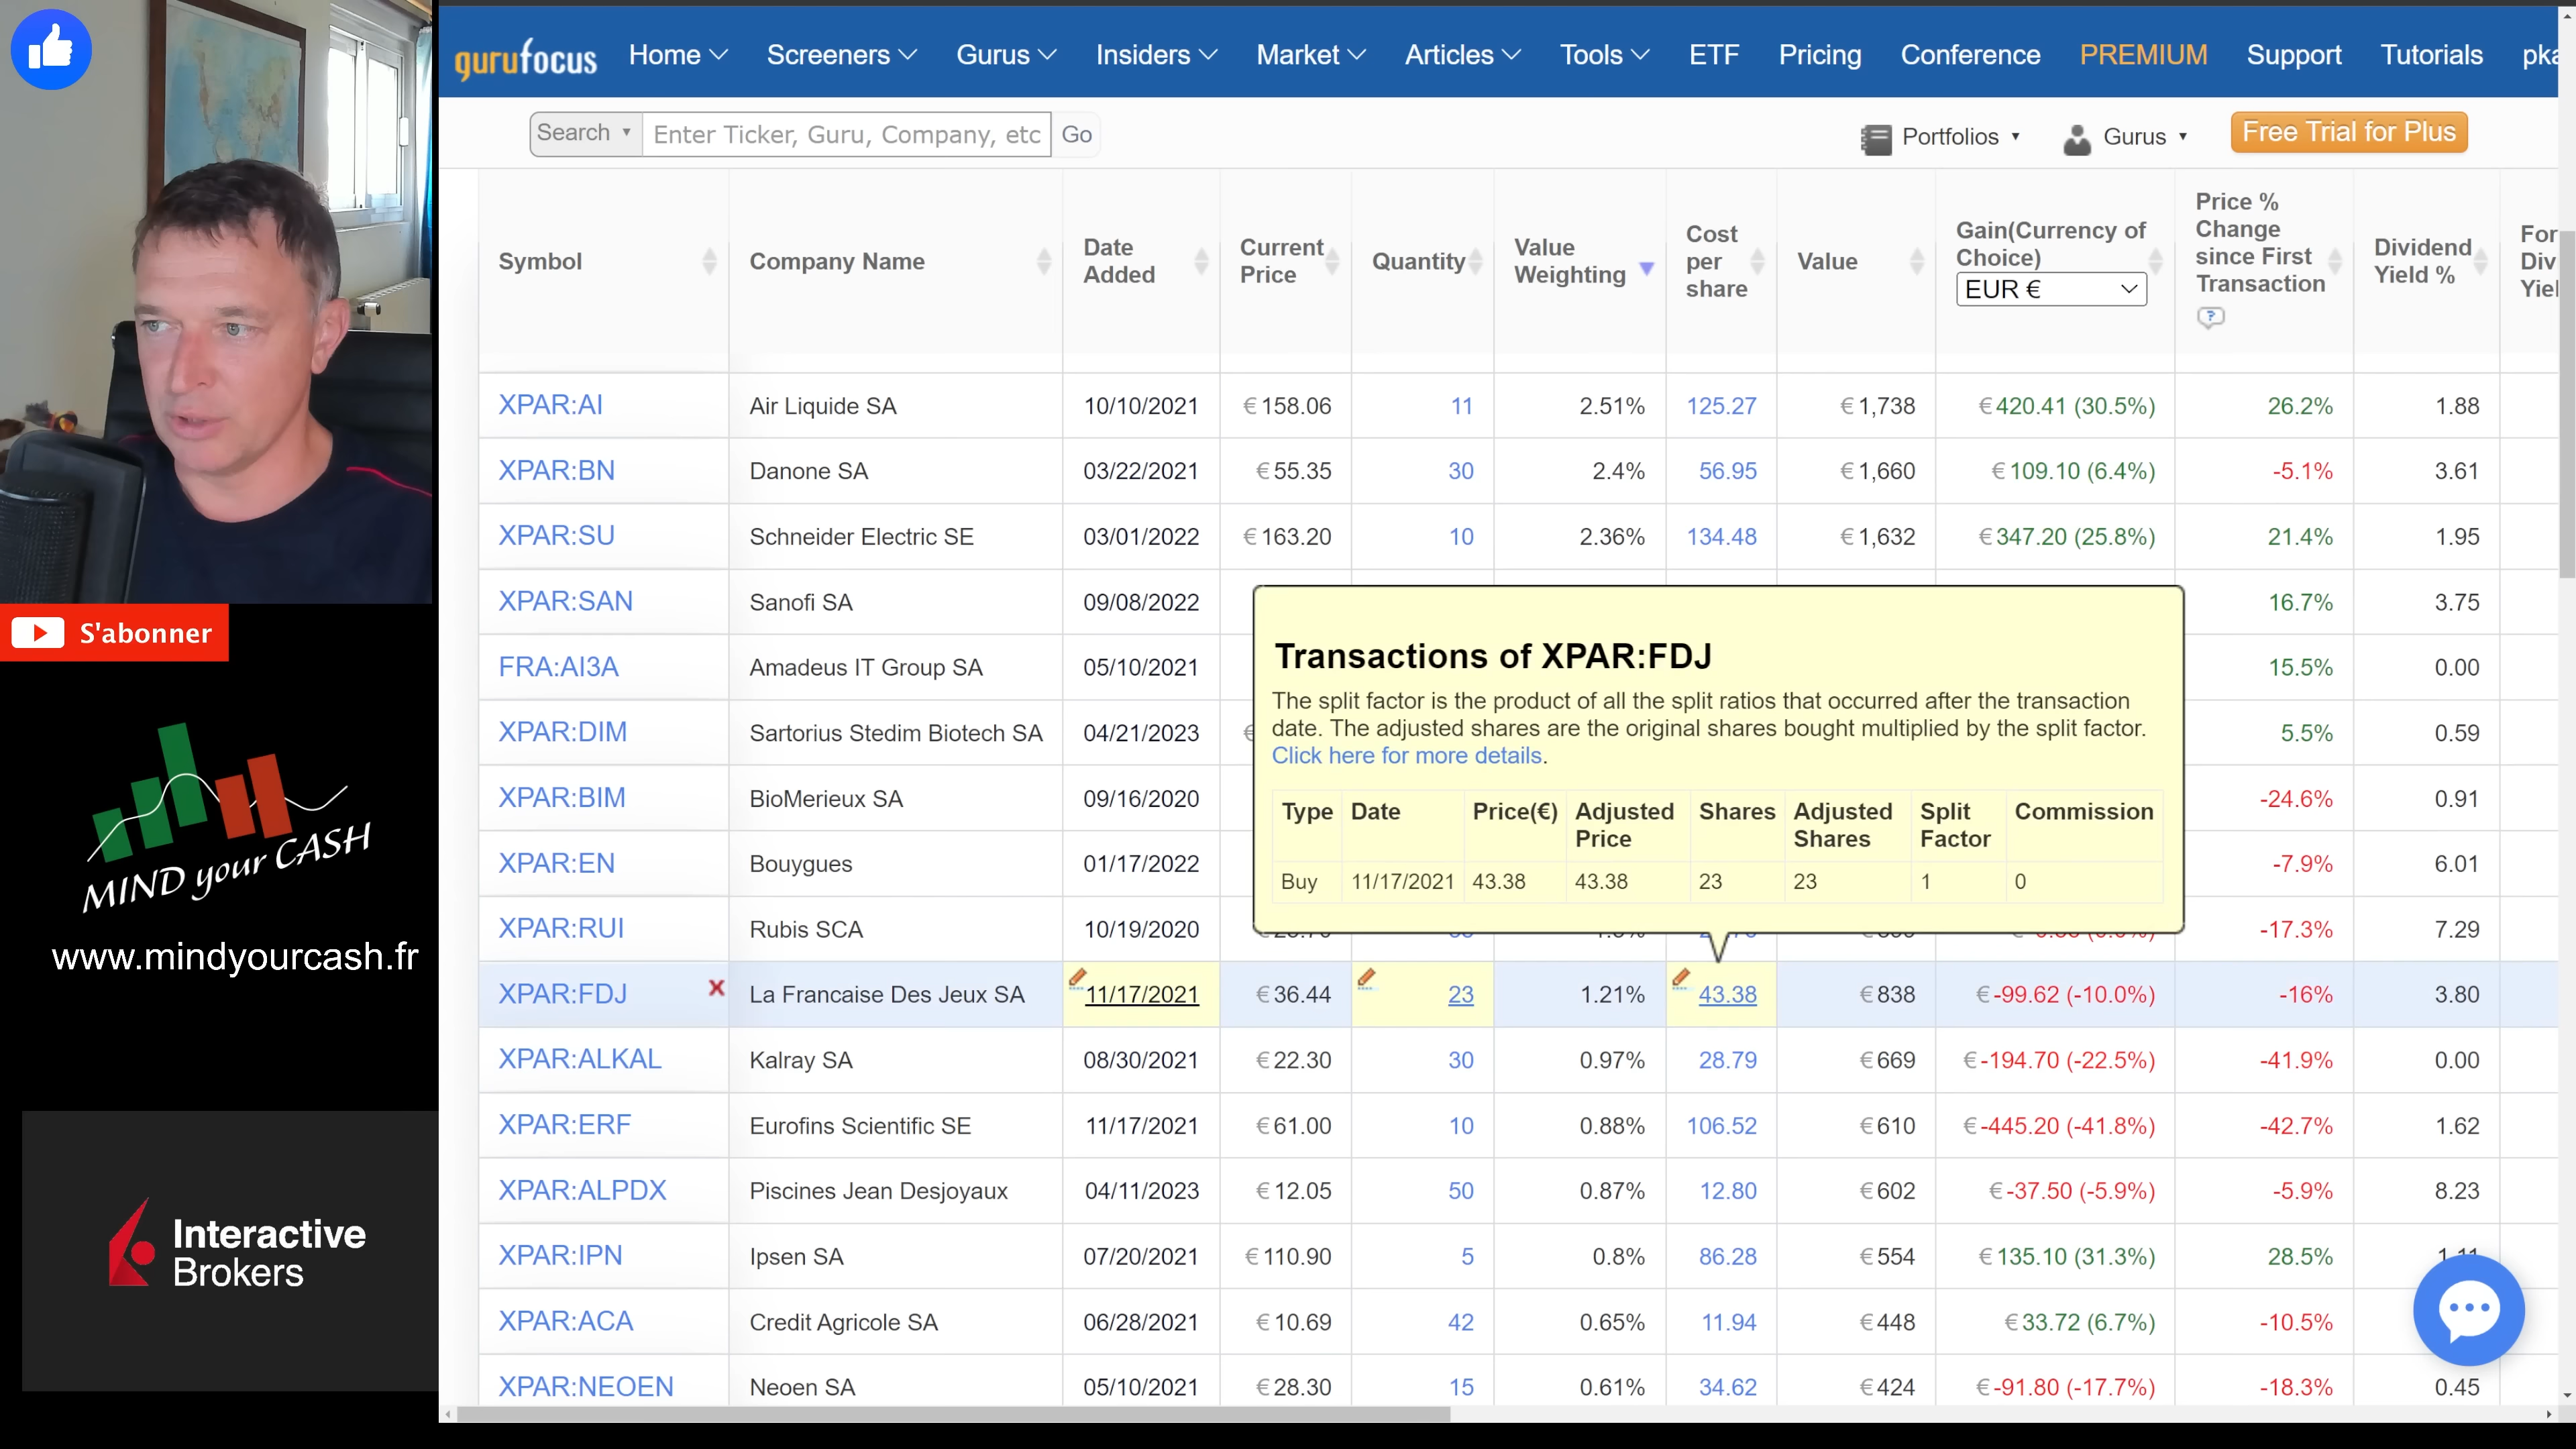 gurufocus Home Screeners Gurus Insiders Market Articles Tools ETF Pricing Conference PREMIUM Support Tutorials
Search Enter Ticker, Guru, Company, etc Go Portfolios Gurus Free Trial for Plus
Symbol Company Name Date Added Current Price Quantity Value Weighting Cost per share Value Gain(Currency of Choice) EUR € Price % Change since First Transaction ? Dividend Yield %
XPAR:AI Air Liquide SA 10/10/2021 €158.06 11 2.51% 125.27 €1,738 €420.41 (30.5%) 26.2% 1.88
XPAR:BN Danone SA 03/22/2021 €55.35 30 2.4% 56.95 €1,660 €109.10 (6.4%) -5.1% 3.61
XPAR:SU Schneider Electric SE 03/01/2022 €163.20 10 2.36% 134.48 €1,632 €347.20 (25.8%) 21.4% 1.95
XPAR:SAN Sanofi SA 09/08/2022 16.7% 3.75
FRA:AI3A Amadeus IT Group SA 05/10/2021 15.5% 0.00
XPAR:DIM Sartorius Stedim Biotech SA 04/21/2023 € 5.5% 0.59
XPAR:BIM BioMerieux SA 09/16/2020 -24.6% 0.91
XPAR:EN Bouygues 01/17/2022 -7.9% 6.01
XPAR:RUI Rubis SCA 10/19/2020 -17.3% 7.29
Transactions of XPAR:FDJ
The split factor is the product of all the split ratios that occurred after the transaction
date. The adjusted shares are the original shares bought multiplied by the split factor.
Click here for more details.
Type Date Price(€) Adjusted Price Shares Adjusted Shares Split Factor Commission
Buy 11/17/2021 43.38 43.38 23 23 1 0
XPAR:FDJ x La Francaise Des Jeux SA 11/17/2021 €36.44 23 1.21% 43.38 €838 €-99.62 (-10.0%) -16% 3.80
XPAR:ALKAL Kalray SA 08/30/2021 €22.30 30 0.97% 28.79 €669 €-194.70 (-22.5%) -41.9% 0.00
XPAR:ERF Eurofins Scientific SE 11/17/2021 €61.00 10 0.88% 106.52 €610 €-445.20 (-41.8%) -42.7% 1.62
XPAR:ALPDX Piscines Jean Desjoyaux 04/11/2023 €12.05 50 0.87% 12.80 €602 €-37.50 (-5.9%) -5.9% 8.23
XPAR:IPN Ipsen SA 07/20/2021 €110.90 5 0.8% 86.28 €554 €135.10 (31.3%) 28.5%
XPAR:ACA Credit Agricole SA 06/28/2021 €10.69 42 0.65% 11.94 €448 €33.72 (6.7%) -10.5%
XPAR:NEOEN Neoen SA 05/10/2021 €28.30 15 0.61% 34.62 €424 €-91.80 (-17.7%) -18.3% 0.45
S'abonner
MIND your CASH
www.mindyourcash.fr
Interactive
Brokers